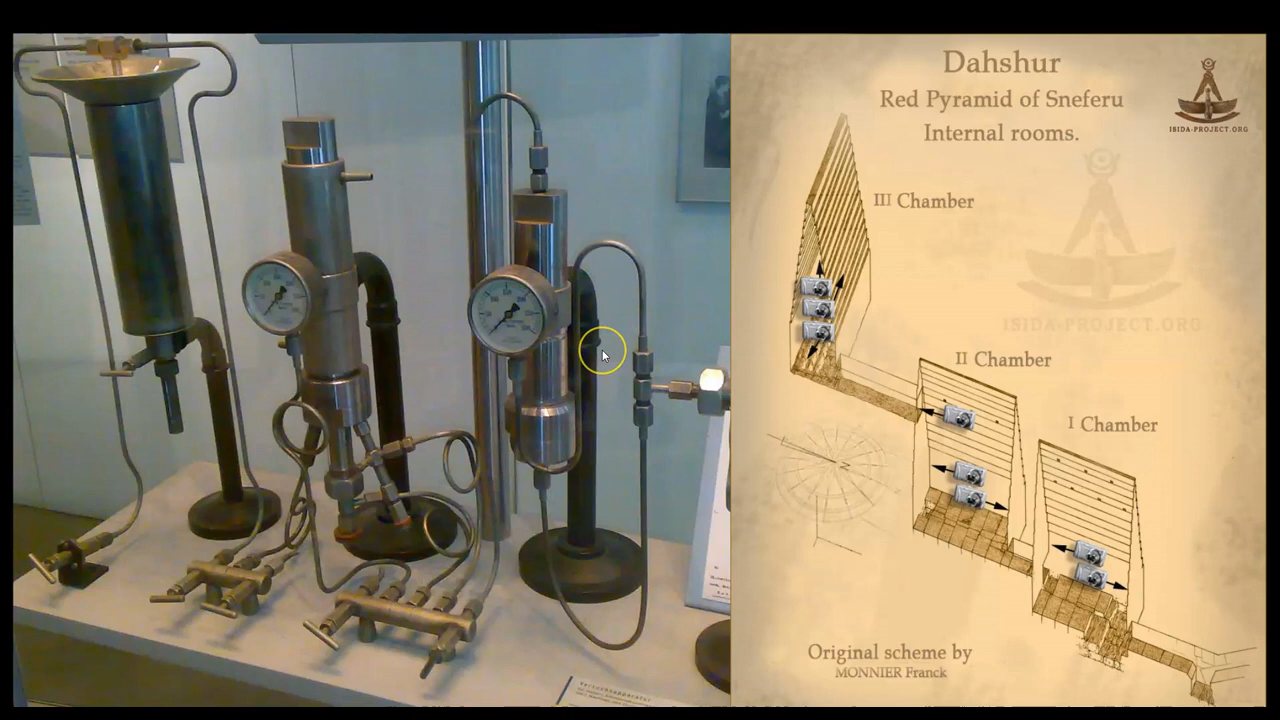 Dahshur
Red Pyramid of Sneferu
Internal rooms.
ISIDA-PROJECT.ORG
III Chamber
ISIDA-PROJECT.ORG
II Chamber
I Chamber
Original scheme by
MONNIER Franck
Versuchsapparatur